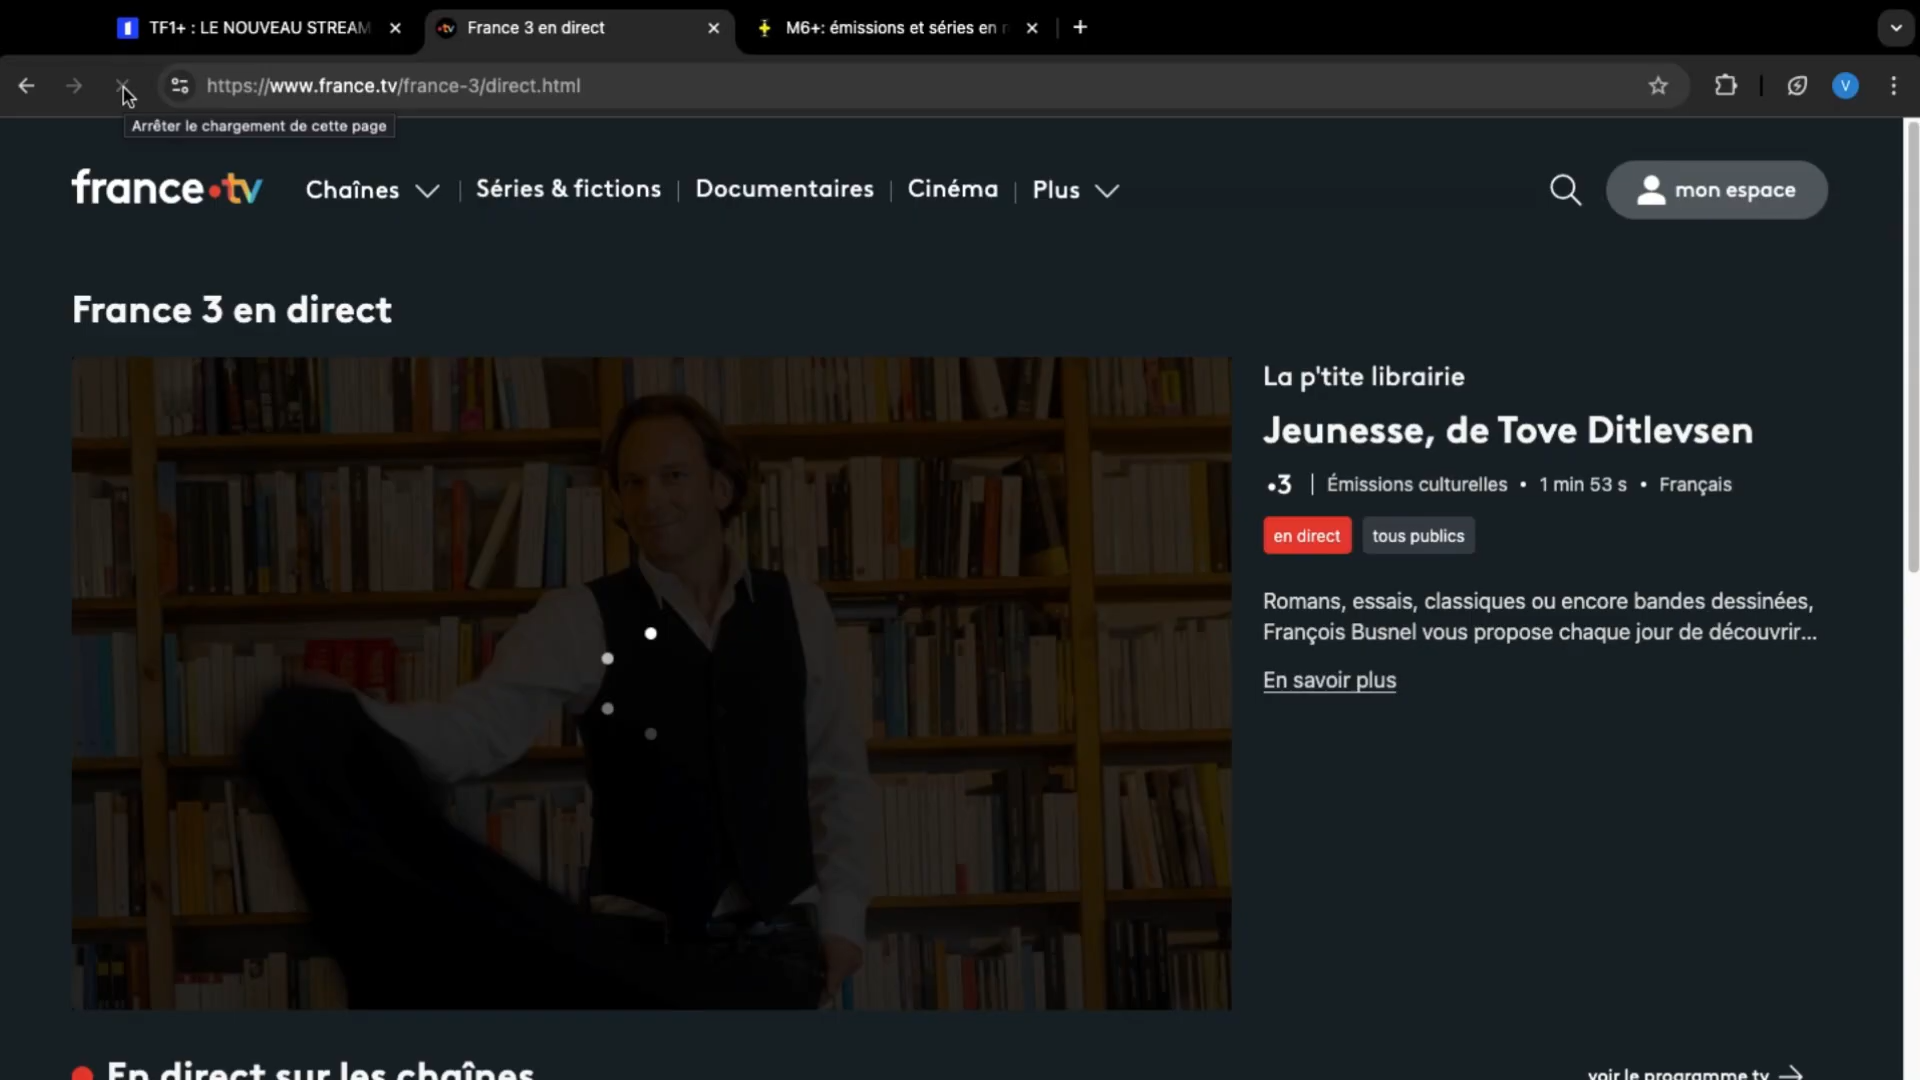 TF1+ : LE NOUVEAU STREAM
France 3 en direct
M6+: émissions et séries en r
https://www.france.tv/france-3/direct.html
V
Arrêter le chargement de cette page
france•tv
Chaînes
Séries & fictions
Documentaires
Cinéma
Plus
mon espace
France 3 en direct
La p'tite librairie
Jeunesse, de Tove Ditlevsen
•3 | Émissions culturelles • 1 min 53 s • Français
en direct
tous publics
Romans, essais, classiques ou encore bandes dessinées,
François Busnel vous propose chaque jour de découvrir...
En savoir plus
En direct sur les chaînes
voir le programme tv